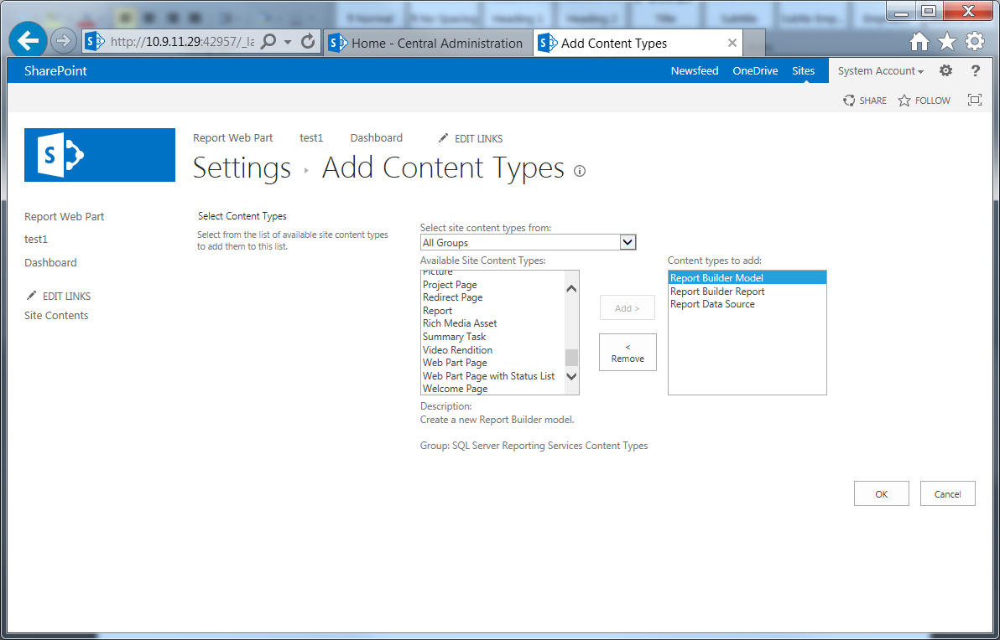 http://10.9.11.29:42957/_la
Home - Central Administration
Add Content Types
SharePoint
Newsfeed
OneDrive
Sites
System Account
?
SHARE
FOLLOW
S
Report Web Part
test1
Dashboard
EDIT LINKS
Settings
Add Content Types
Report Web Part
test1
Dashboard
EDIT LINKS
Site Contents
Select Content Types
Select from the list of available site content types
to add them to this list.
Select site content types from:
All Groups
Available Site Content Types:
Picture
Project Page
Redirect Page
Report
Rich Media Asset
Summary Task
Video Rendition
Web Part Page
Web Part Page with Status List
Welcome Page
Add >
<
Remove
Content types to add:
Report Builder Model
Report Builder Report
Report Data Source
Description:
Create a new Report Builder model.
Group: SQL Server Reporting Services Content Types
OK
Cancel